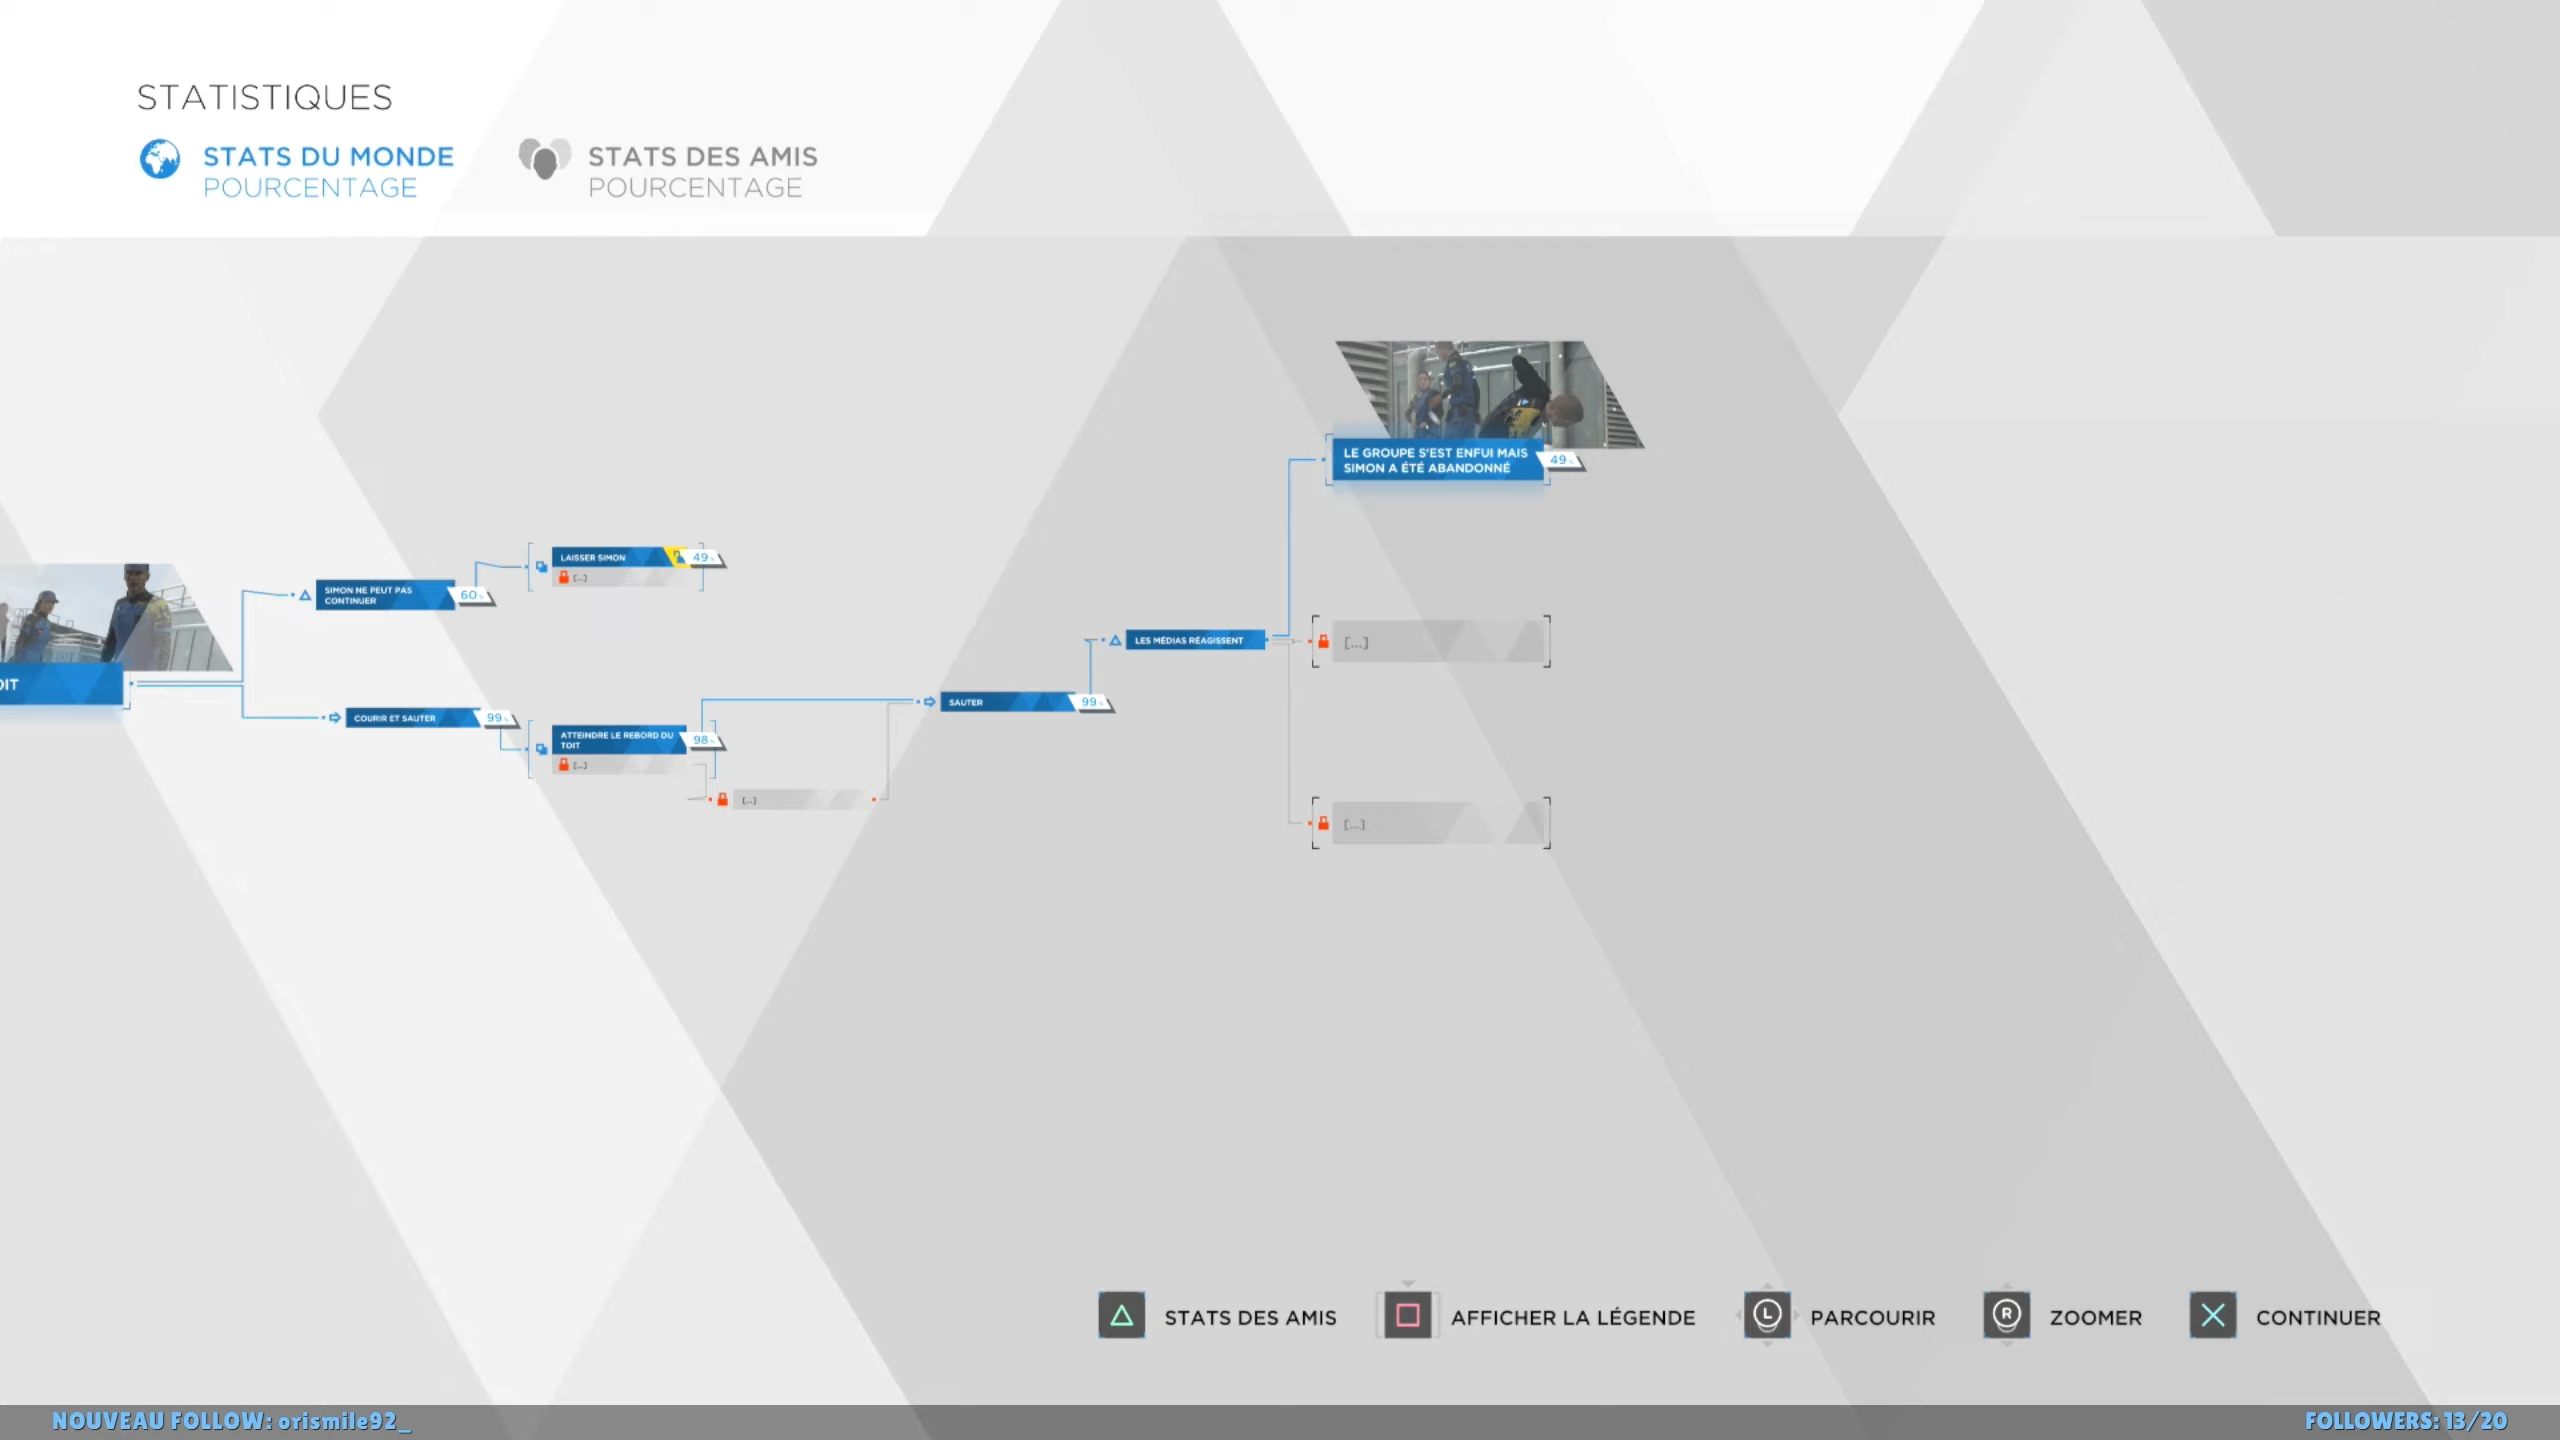 STATISTIQUES
STATS DU MONDE
POURCENTAGE
STATS DES AMIS
POURCENTAGE
LE GROUPE S'EST ENFUI MAIS
SIMON A ÉTÉ ABANDONNÉ
49%
LAISSER SIMON
49%
[...]
SIMON NE PEUT PAS
CONTINUER
60%
LES MÉDIAS RÉAGISSENT
[...]
OIT
SAUTER
99%
COURIR ET SAUTER
99%
ATTEINDRE LE REBORD DU
TOIT
98%
[...]
[...]
[...]
STATS DES AMIS
AFFICHER LA LÉGENDE
L
PARCOURIR
R
ZOOMER
CONTINUER
NOUVEAU FOLLOW: orismile92_
FOLLOWERS: 13/20